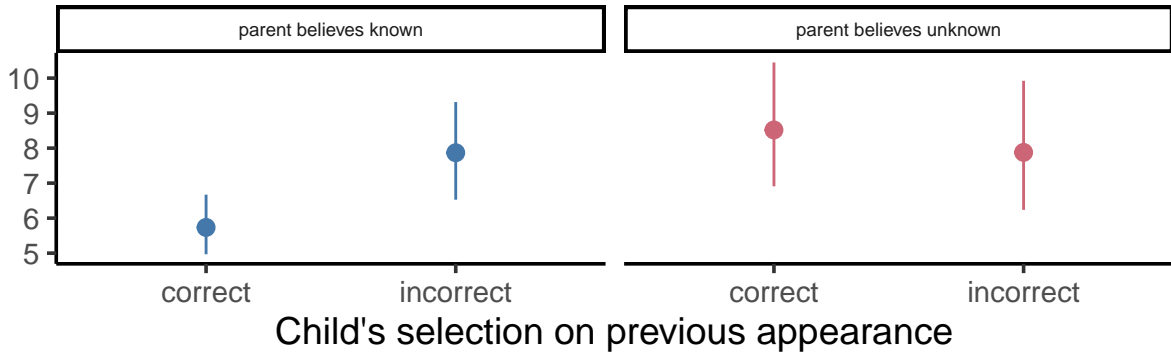 parent believes known
parent believes unknown
10
9
8
7
6
5
correct
incorrect
correct
incorrect
Child's selection on previous appearance